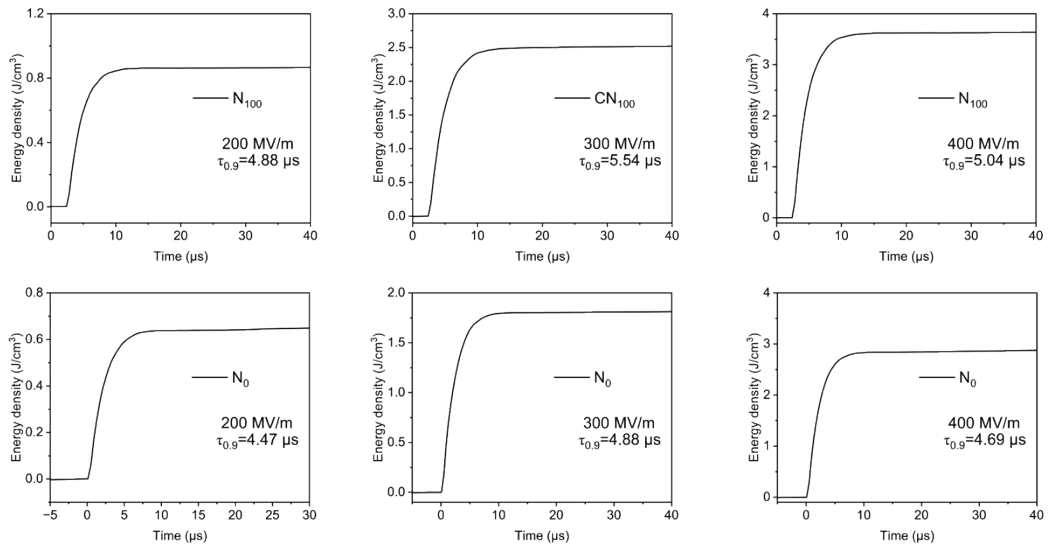 Energy density (J/cm³)
1.2
0.8
0.4
0.0
N₁₀₀
200 MV/m
τ₀.₉=4.88 µs
0 10 20 30 40
Time (µs)
Energy density (J/cm³)
3.0
2.5
2.0
1.5
1.0
0.5
0.0
CN₁₀₀
300 MV/m
τ₀.₉=5.54 µs
0 10 20 30 40
Time (µs)
Energy density (J/cm³)
4
3
2
1
0
N₁₀₀
400 MV/m
τ₀.₉=5.04 µs
0 10 20 30 40
Time (µs)
Energy density (J/cm³)
0.8
0.6
0.4
0.2
0.0
N₀
200 MV/m
τ₀.₉=4.47 µs
−5 0 5 10 15 20 25 30
Time (µs)
Energy density (J/cm³)
2.0
1.5
1.0
0.5
0.0
N₀
300 MV/m
τ₀.₉=4.88 µs
0 10 20 30 40
Time (µs)
Energy density (J/cm³)
4
3
2
1
0
N₀
400 MV/m
τ₀.₉=4.69 µs
0 10 20 30 40
Time (µs)